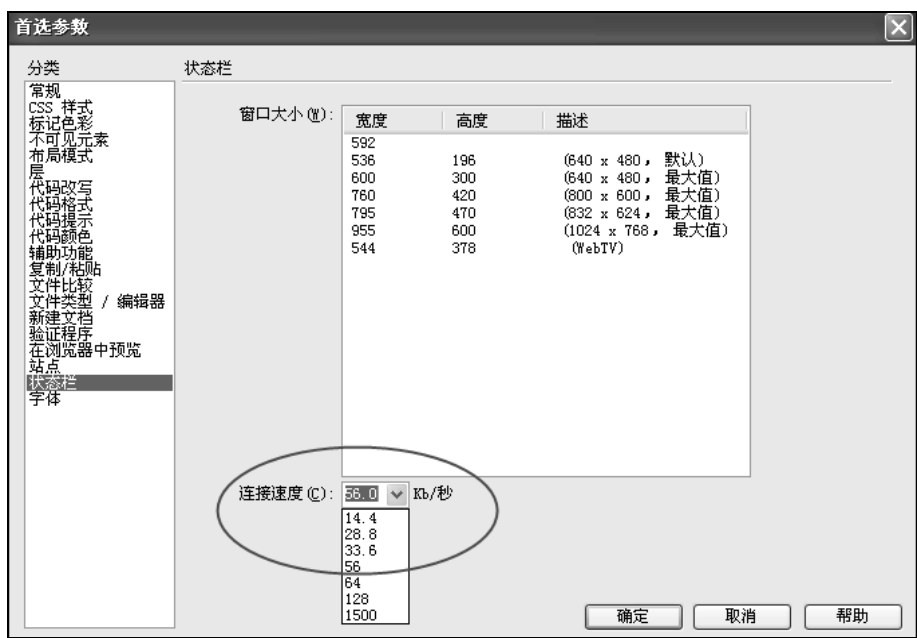 首选参数
分类
常规
CSS 样式
标记色彩
不可见元素
布局模式
层
代码改写
代码格式
代码提示
代码颜色
辅助功能
复制/粘贴
文件比较
文件类型 / 编辑器
新建文档
验证程序
在浏览器中预览
站点
状态栏
字体
状态栏
窗口大小(W):
宽度 高度 描述
592
536 196 (640 x 480, 默认)
600 300 (640 x 480, 最大值)
760 420 (800 x 600, 最大值)
795 470 (832 x 624, 最大值)
955 600 (1024 x 768, 最大值)
544 378 (WebTV)
连接速度(C): 56.0 Kb/秒
14.4
28.8
33.6
56
64
128
1500
确定 取消 帮助